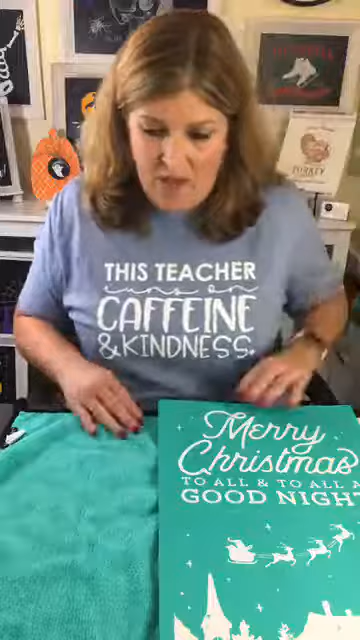 THIS TEACHER
runs on
CAFFEINE
& KINDNESS.
Merry
Christmas
TO ALL & TO ALL A
GOOD NIGHT
TURKEY